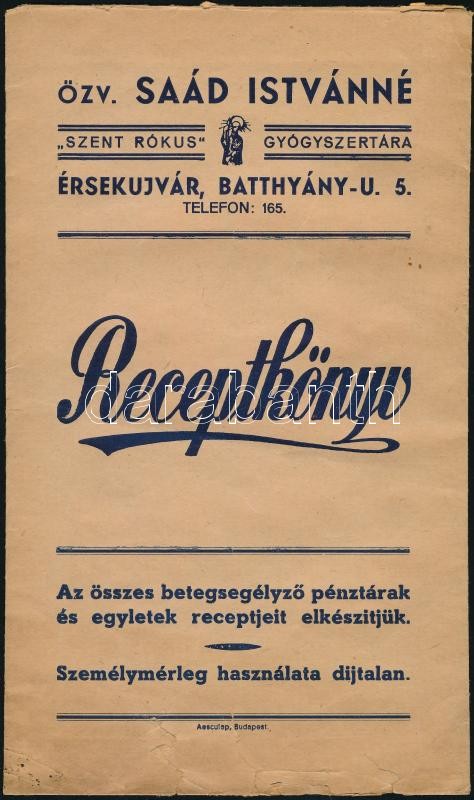 ÖZV. SAÁD ISTVÁNNÉ
„SZENT RÓKUS" GYÓGYSZERTÁRA
ÉRSEKUJVÁR, BATTHYÁNY-U. 5.
TELEFON: 165.
Receptkönyv
darabanth
Az összes betegsegélyző pénztárak
és egyletek receptjeit elkészitjük.
Személymérleg használata dijtalan.
Aesculap, Budapest.